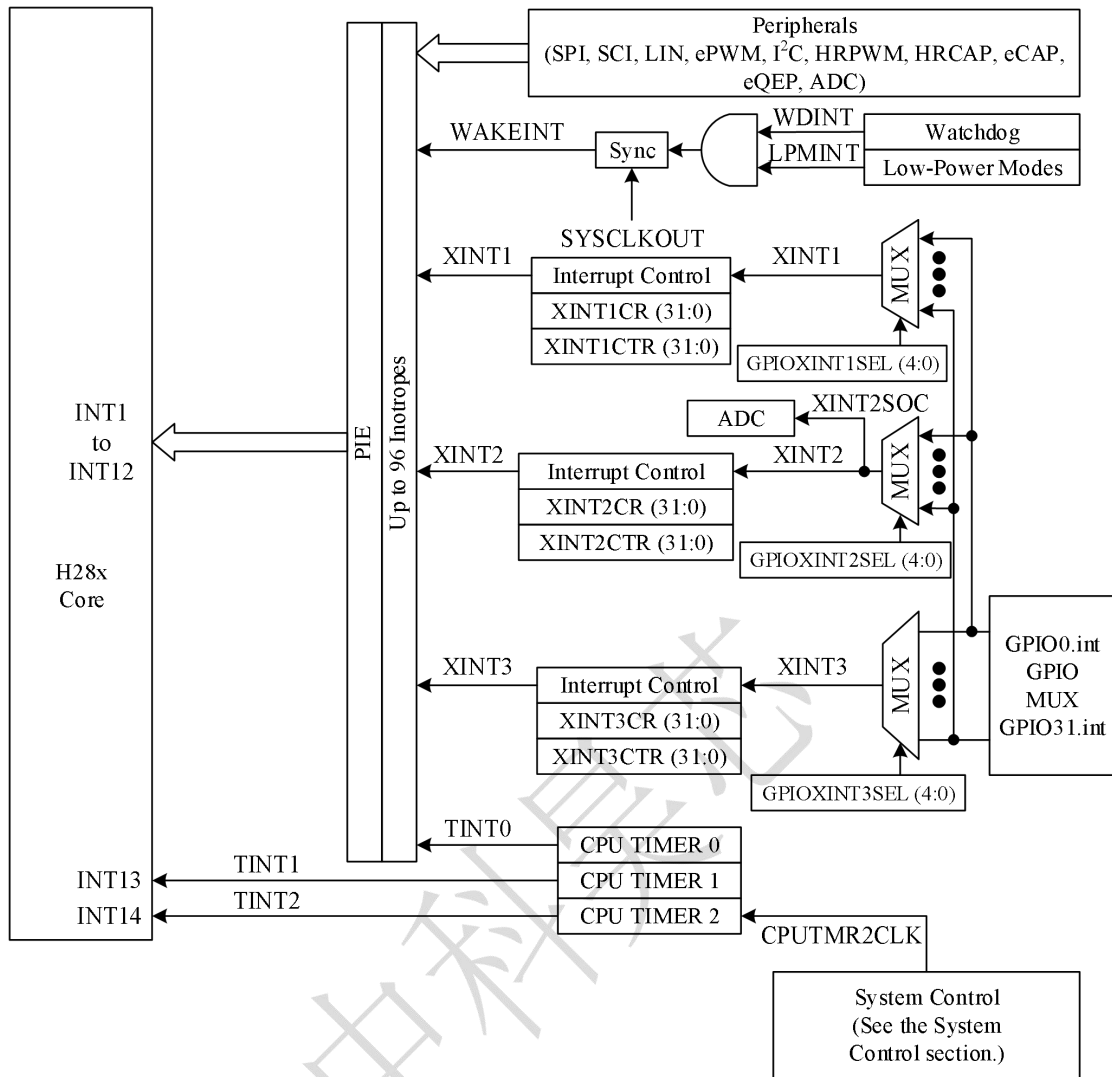 Peripherals
(SPI, SCI, LIN, ePWM, I²C, HRPWM, HRCAP, eCAP,
eQEP, ADC)
WDINT
WAKEINT
Sync
Watchdog
LPMINT
Low-Power Modes
SYSCLKOUT
XINT1
Interrupt Control
XINT1
MUX
XINT1CR (31:0)
XINT1CTR (31:0)
GPIOXINT1SEL (4:0)
PIE
Up to 96 Inotropes
INT1
to
INT12
ADC
XINT2SOC
XINT2
Interrupt Control
XINT2
MUX
XINT2CR (31:0)
XINT2CTR (31:0)
GPIOXINT2SEL (4:0)
H28x
Core
GPIO0.int
GPIO
MUX
GPIO31.int
XINT3
Interrupt Control
XINT3
MUX
XINT3CR (31:0)
XINT3CTR (31:0)
GPIOXINT3SEL (4:0)
TINT0
CPU TIMER 0
INT13
TINT1
CPU TIMER 1
INT14
TINT2
CPU TIMER 2
CPUTMR2CLK
System Control
(See the System
Control section.)
中科昊芯